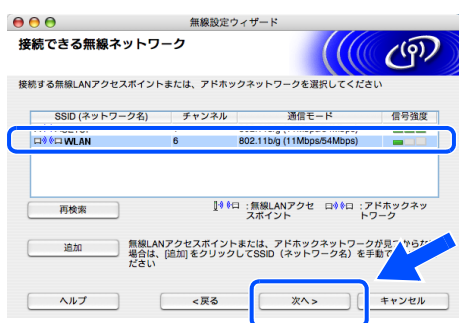 無線設定ウィザード
接続できる無線ネットワーク
接続する無線LANアクセスポイントまたは、アドホックネットワークを選択してください
SSID (ネットワーク名) チャンネル 通信モード 信号強度
WLAN 6 802.11b/g (11Mbps/54Mbps)
再検索
:無線LANアクセ
スポイント
:アドホックネッ
トワーク
追加
無線LANアクセスポイントまたは、アドホックネットワークが見つからない
場合は、[追加] をクリックしてSSID(ネットワーク名)を手動で
ださい
ヘルプ
<戻る
次へ>
キャンセル